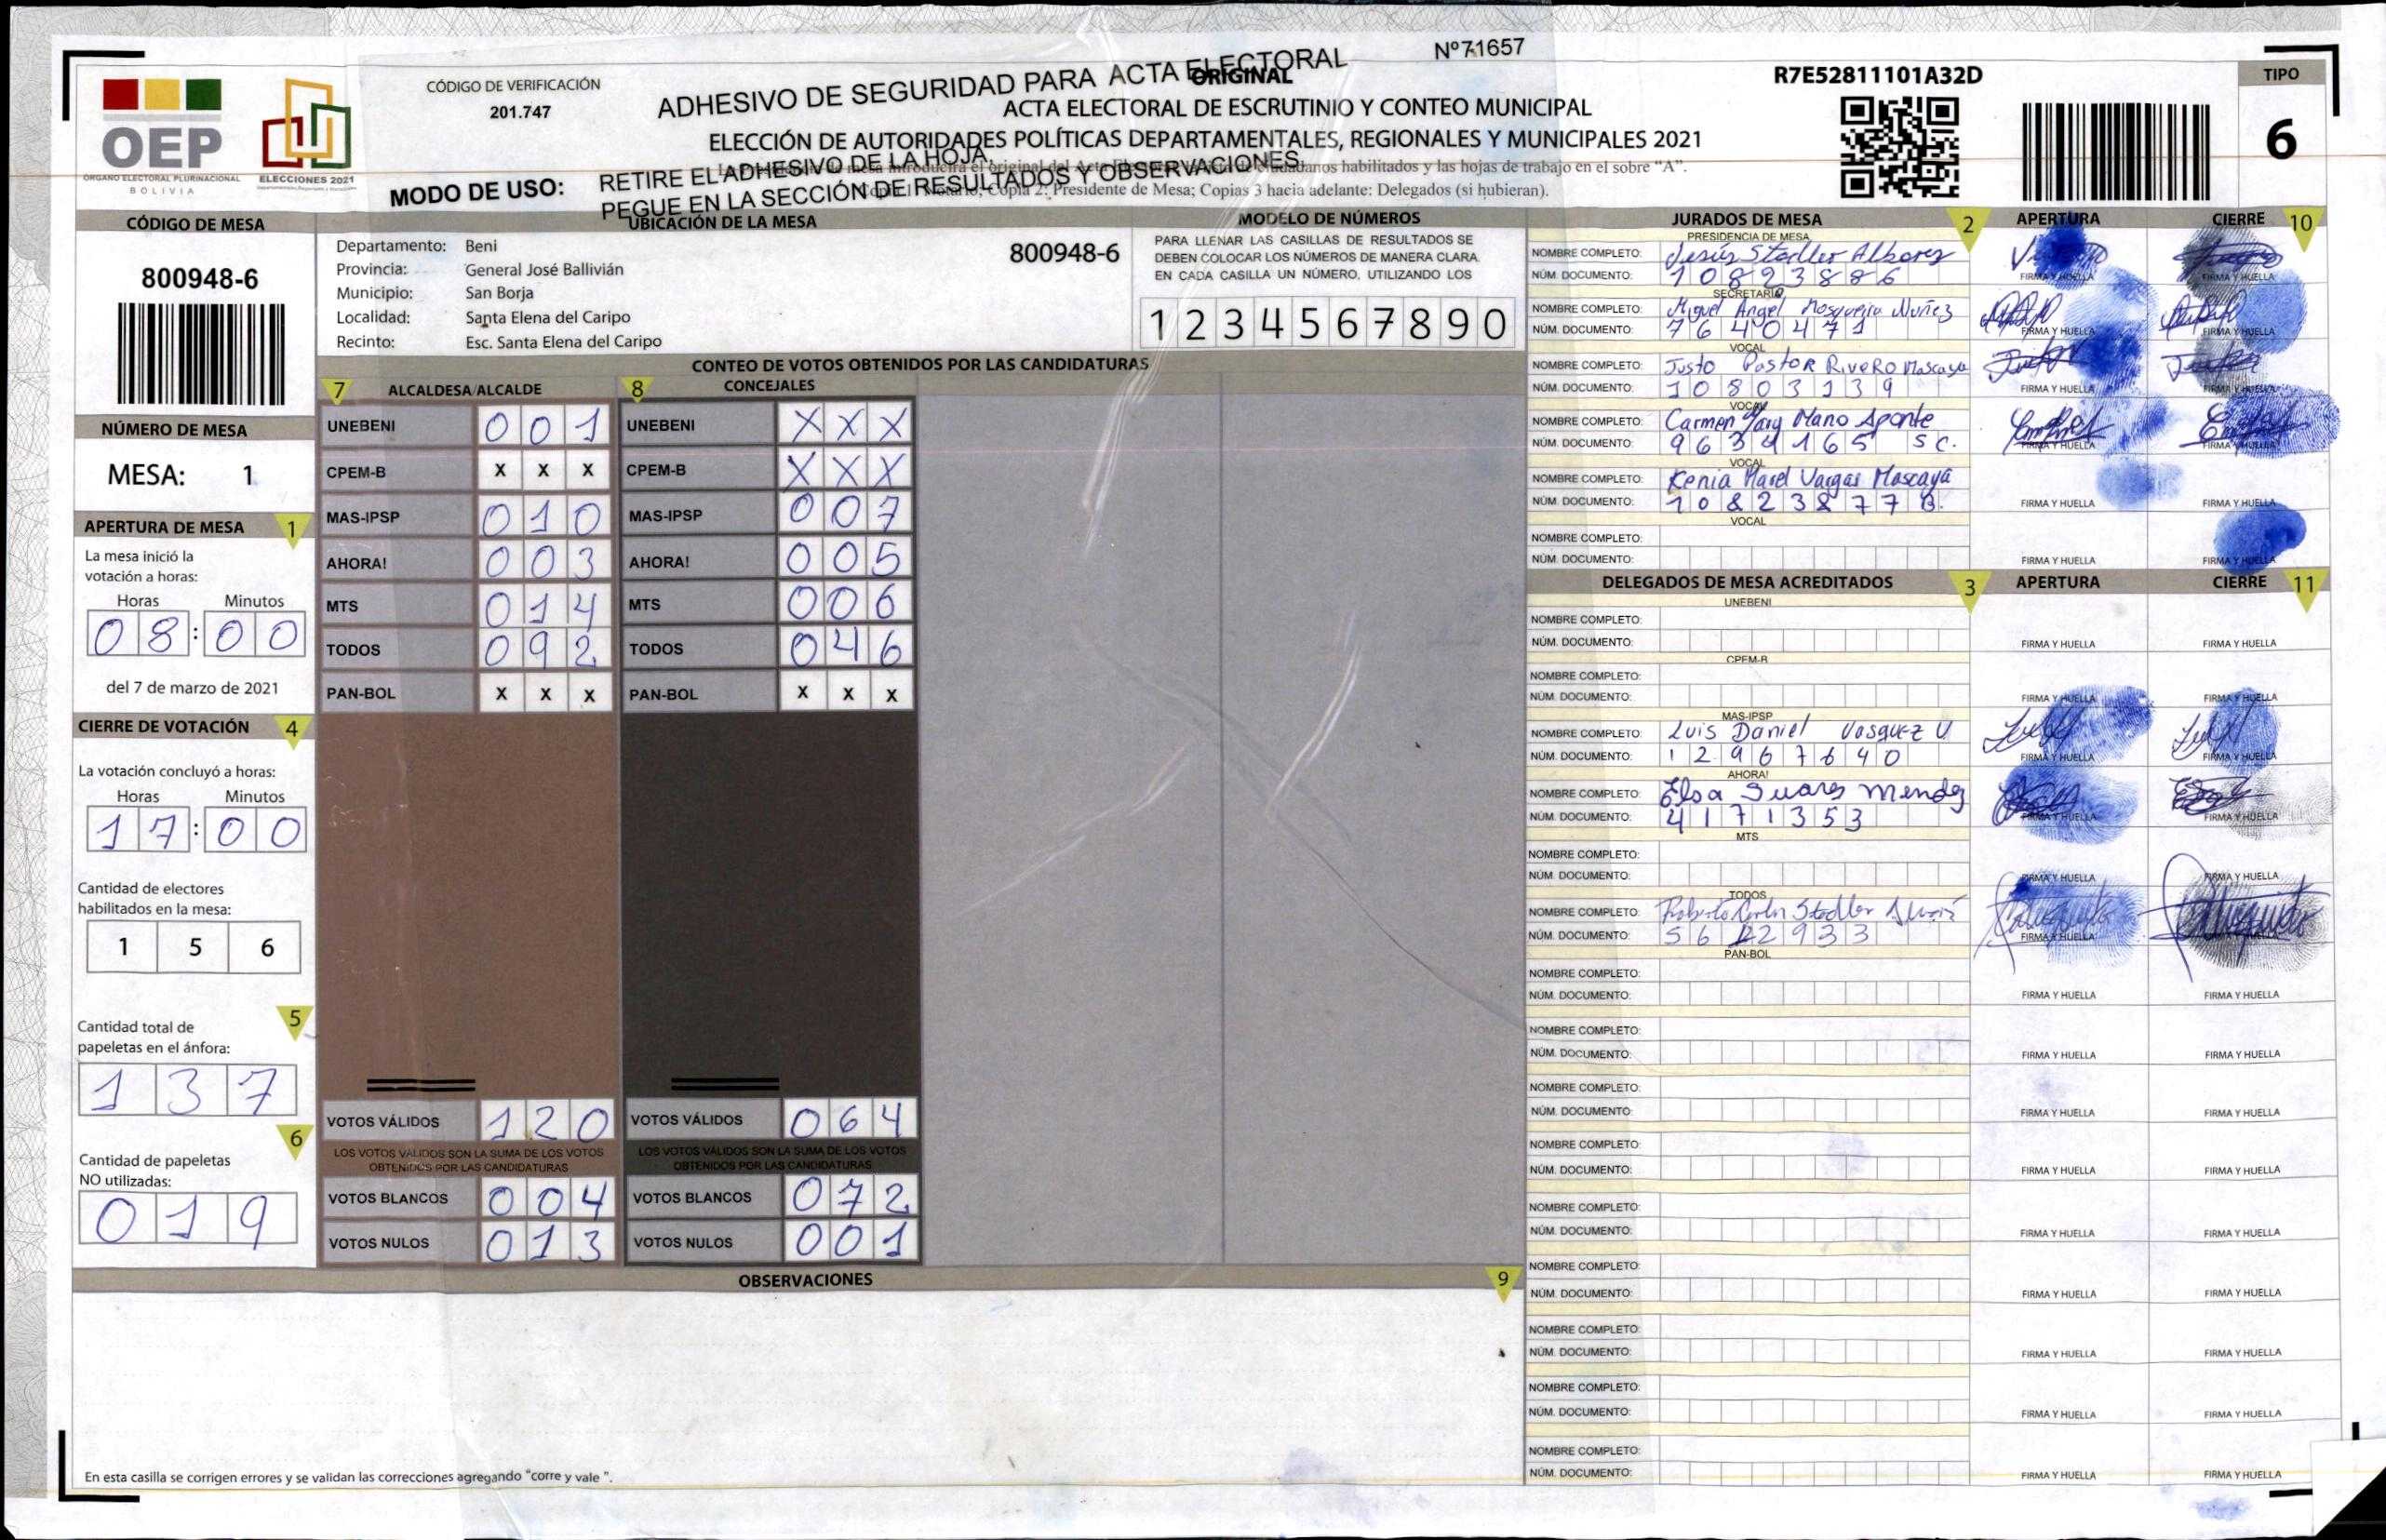 OEP
ÓRGANO ELECTORAL PLURINACIONAL
BOLIVIA
ELECCIONES 2021
CÓDIGO DE VERIFICACIÓN
201.747
ADHESIVO DE SEGURIDAD PARA ACTA ELECTORAL
Nº71657
ORIGINAL
ACTA ELECTORAL DE ESCRUTINIO Y CONTEO MUNICIPAL
ELECCIÓN DE AUTORIDADES POLÍTICAS DEPARTAMENTALES, REGIONALES Y MUNICIPALES 2021
MODO DE USO:
RETIRE EL ADHESIVO DE LA HOJA,
PEGUE EN LA SECCIÓN DE RESULTADOS Y OBSERVACIONES.
habilitados y las hojas de trabajo en el sobre “A”.
Copia 2: Presidente de Mesa; Copias 3 hacia adelante: Delegados (si hubieran).
R7E52811101A32D
TIPO
6
CÓDIGO DE MESA
800948-6
NÚMERO DE MESA
MESA: 1
APERTURA DE MESA 1
La mesa inició la
votación a horas:
Horas Minutos
08:00
del 7 de marzo de 2021
CIERRE DE VOTACIÓN 4
La votación concluyó a horas:
Horas Minutos
17:00
Cantidad de electores
habilitados en la mesa:
1 5 6
5
Cantidad total de
papeletas en el ánfora:
1 3 7
6
Cantidad de papeletas
NO utilizadas:
0 1 9
UBICACIÓN DE LA MESA
Departamento: Beni
800948-6
Provincia: General José Ballivián
Municipio: San Borja
Localidad: Santa Elena del Caripo
Recinto: Esc. Santa Elena del Caripo
MODELO DE NÚMEROS
PARA LLENAR LAS CASILLAS DE RESULTADOS SE
DEBEN COLOCAR LOS NÚMEROS DE MANERA CLARA.
EN CADA CASILLA UN NÚMERO, UTILIZANDO LOS
1 2 3 4 5 6 7 8 9 0
CONTEO DE VOTOS OBTENIDOS POR LAS CANDIDATURAS
7 ALCALDESA/ALCALDE
UNEBENI 0 0 1
CPEM-B X X X
MAS-IPSP 0 1 0
AHORA! 0 0 3
MTS 0 1 4
TODOS 0 9 2
PAN-BOL X X X
VOTOS VÁLIDOS 1 2 0
LOS VOTOS VÁLIDOS SON LA SUMA DE LOS VOTOS
OBTENIDOS POR LAS CANDIDATURAS
VOTOS BLANCOS 0 0 4
VOTOS NULOS 0 1 3
8 CONCEJALES
UNEBENI X X X
CPEM-B X X X
MAS-IPSP 0 0 7
AHORA! 0 0 5
MTS 0 0 6
TODOS 0 4 6
PAN-BOL X X X
VOTOS VÁLIDOS 0 6 4
LOS VOTOS VÁLIDOS SON LA SUMA DE LOS VOTOS
OBTENIDOS POR LAS CANDIDATURAS
VOTOS BLANCOS 0 7 2
VOTOS NULOS 0 0 1
OBSERVACIONES 9
En esta casilla se corrigen errores y se validan las correcciones agregando “corre y vale ”.
JURADOS DE MESA 2 APERTURA CIERRE 10
PRESIDENCIA DE MESA
NOMBRE COMPLETO: Jesús Stedller
NÚM. DOCUMENTO: 10823886
FIRMA Y HUELLA FIRMA Y HUELLA
SECRETARÍA
NOMBRE COMPLETO: Miguel Angel Mosqueira Nuñez
NÚM. DOCUMENTO: 7640471
FIRMA Y HUELLA FIRMA Y HUELLA
VOCAL
NOMBRE COMPLETO: Justo Pastor Rivero Mascaya
NÚM. DOCUMENTO: 10803139
FIRMA Y HUELLA FIRMA Y HUELLA
VOCAL
NOMBRE COMPLETO: Carmen Mano Aponte
NÚM. DOCUMENTO: 9634165 SC.
FIRMA Y HUELLA FIRMA Y HUELLA
VOCAL
NOMBRE COMPLETO: Kenia Vargas Mascaya
NÚM. DOCUMENTO: 10823877 B.
FIRMA Y HUELLA FIRMA Y HUELLA
VOCAL
NOMBRE COMPLETO:
NÚM. DOCUMENTO:
FIRMA Y HUELLA FIRMA Y HUELLA
DELEGADOS DE MESA ACREDITADOS 3 APERTURA CIERRE 11
UNEBENI
NOMBRE COMPLETO:
NÚM. DOCUMENTO:
FIRMA Y HUELLA FIRMA Y HUELLA
CPEM-B
NOMBRE COMPLETO:
NÚM. DOCUMENTO:
FIRMA Y HUELLA FIRMA Y HUELLA
MAS-IPSP
NOMBRE COMPLETO: Luis Daniel Vasquez V
NÚM. DOCUMENTO: 12967640
FIRMA Y HUELLA FIRMA Y HUELLA
AHORA!
NOMBRE COMPLETO: Elsa Suarez Mendez
NÚM. DOCUMENTO: 4171353
FIRMA Y HUELLA FIRMA Y HUELLA
MTS
NOMBRE COMPLETO:
NÚM. DOCUMENTO:
FIRMA Y HUELLA FIRMA Y HUELLA
TODOS
NOMBRE COMPLETO: Roberto Carlos Stedller
NÚM. DOCUMENTO: 5622933
FIRMA Y HUELLA FIRMA Y HUELLA
PAN-BOL
NOMBRE COMPLETO:
NÚM. DOCUMENTO:
FIRMA Y HUELLA FIRMA Y HUELLA
NOMBRE COMPLETO:
NÚM. DOCUMENTO:
FIRMA Y HUELLA FIRMA Y HUELLA
NOMBRE COMPLETO:
NÚM. DOCUMENTO:
FIRMA Y HUELLA FIRMA Y HUELLA
NOMBRE COMPLETO:
NÚM. DOCUMENTO:
FIRMA Y HUELLA FIRMA Y HUELLA
NOMBRE COMPLETO:
NÚM. DOCUMENTO:
FIRMA Y HUELLA FIRMA Y HUELLA
NOMBRE COMPLETO:
NÚM. DOCUMENTO:
FIRMA Y HUELLA FIRMA Y HUELLA
NOMBRE COMPLETO:
NÚM. DOCUMENTO:
FIRMA Y HUELLA FIRMA Y HUELLA
NOMBRE COMPLETO:
NÚM. DOCUMENTO:
FIRMA Y HUELLA FIRMA Y HUELLA
NOMBRE COMPLETO:
NÚM. DOCUMENTO:
FIRMA Y HUELLA FIRMA Y HUELLA